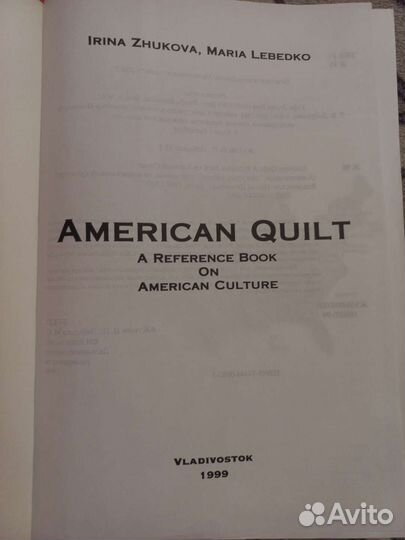 IRINA ZHUKOVA, MARIA LEBEDKO
AMERICAN QUILT
A REFERENCE BOOK
ON
AMERICAN CULTURE
VLADIVOSTOK
1999
Avito